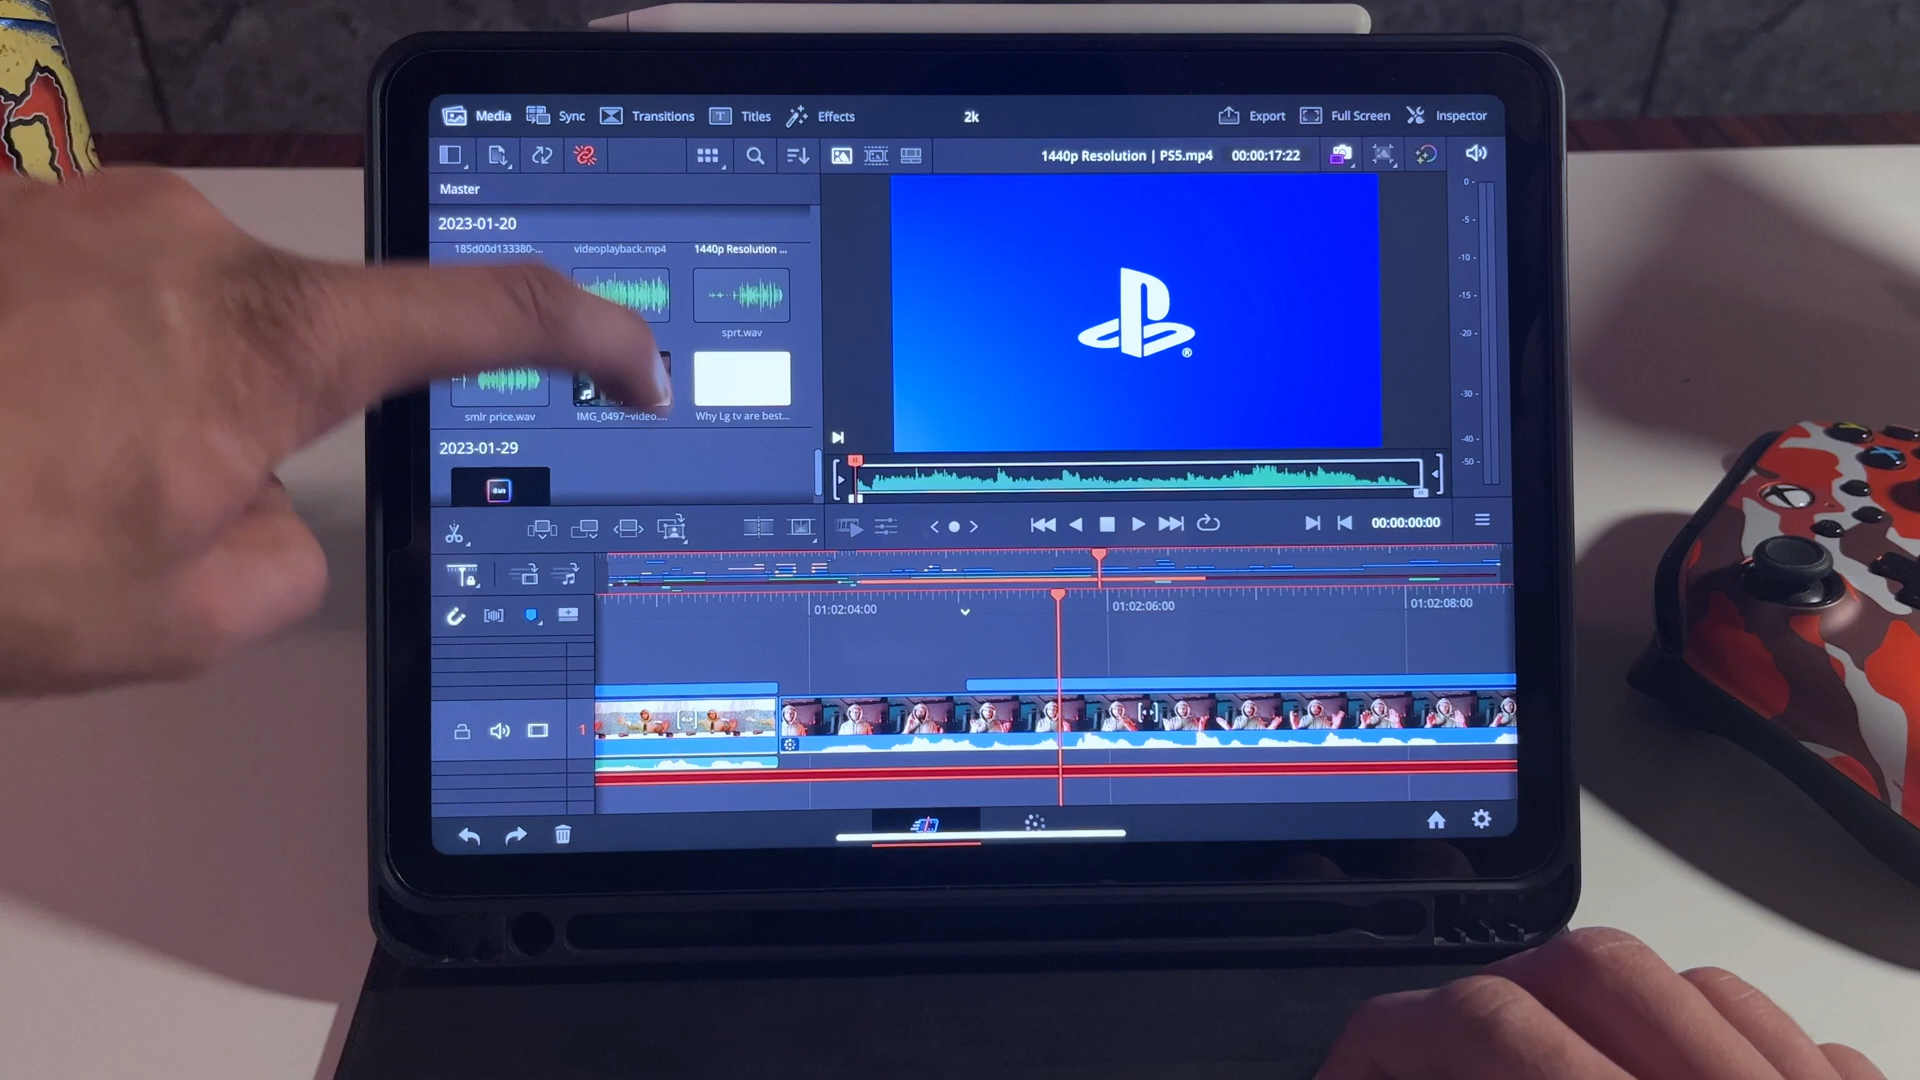 Media Sync Transitions Titles Effects 2k Export Full Screen Inspector
1440p Resolution | PS5.mp4 00:00:17:22
Master
2023-01-20
185d00d133380-... videoplayback.mp4 1440p Resolution ...
sprt.wav
smlr price.wav IMG_0497~video.... Why Lg tv are best...
2023-01-29
0
-5
-10
-15
-20
-30
-40
-50
00:00:00:00
01:02:04:00 01:02:06:00 01:02:08:00
1